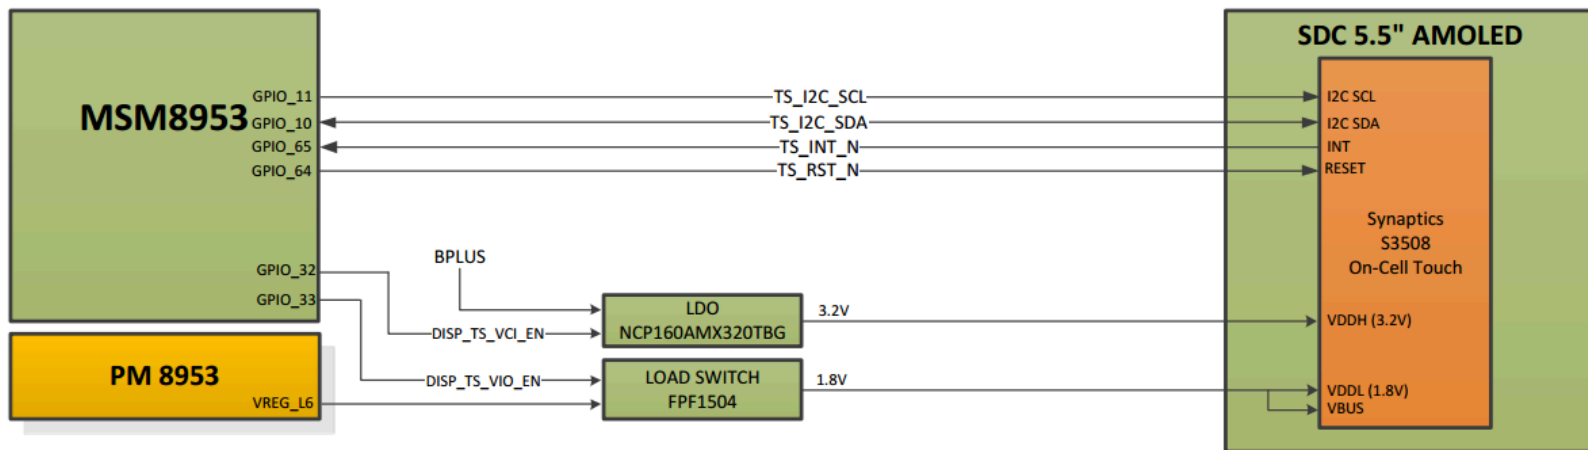 SDC 5.5" AMOLED
MSM8953
GPIO_11
TS_I2C_SCL
I2C SCL
GPIO_10
TS_I2C_SDA
I2C SDA
GPIO_65
TS_INT_N
INT
GPIO_64
TS_RST_N
RESET
Synaptics
S3508
On-Cell Touch
BPLUS
GPIO_32
GPIO_33
LDO
NCP160AMX320TBG
3.2V
VDDH (3.2V)
DISP_TS_VCI_EN
PM 8953
VREG_L6
DISP_TS_VIO_EN
LOAD SWITCH
FPF1504
1.8V
VDDL (1.8V)
VBUS